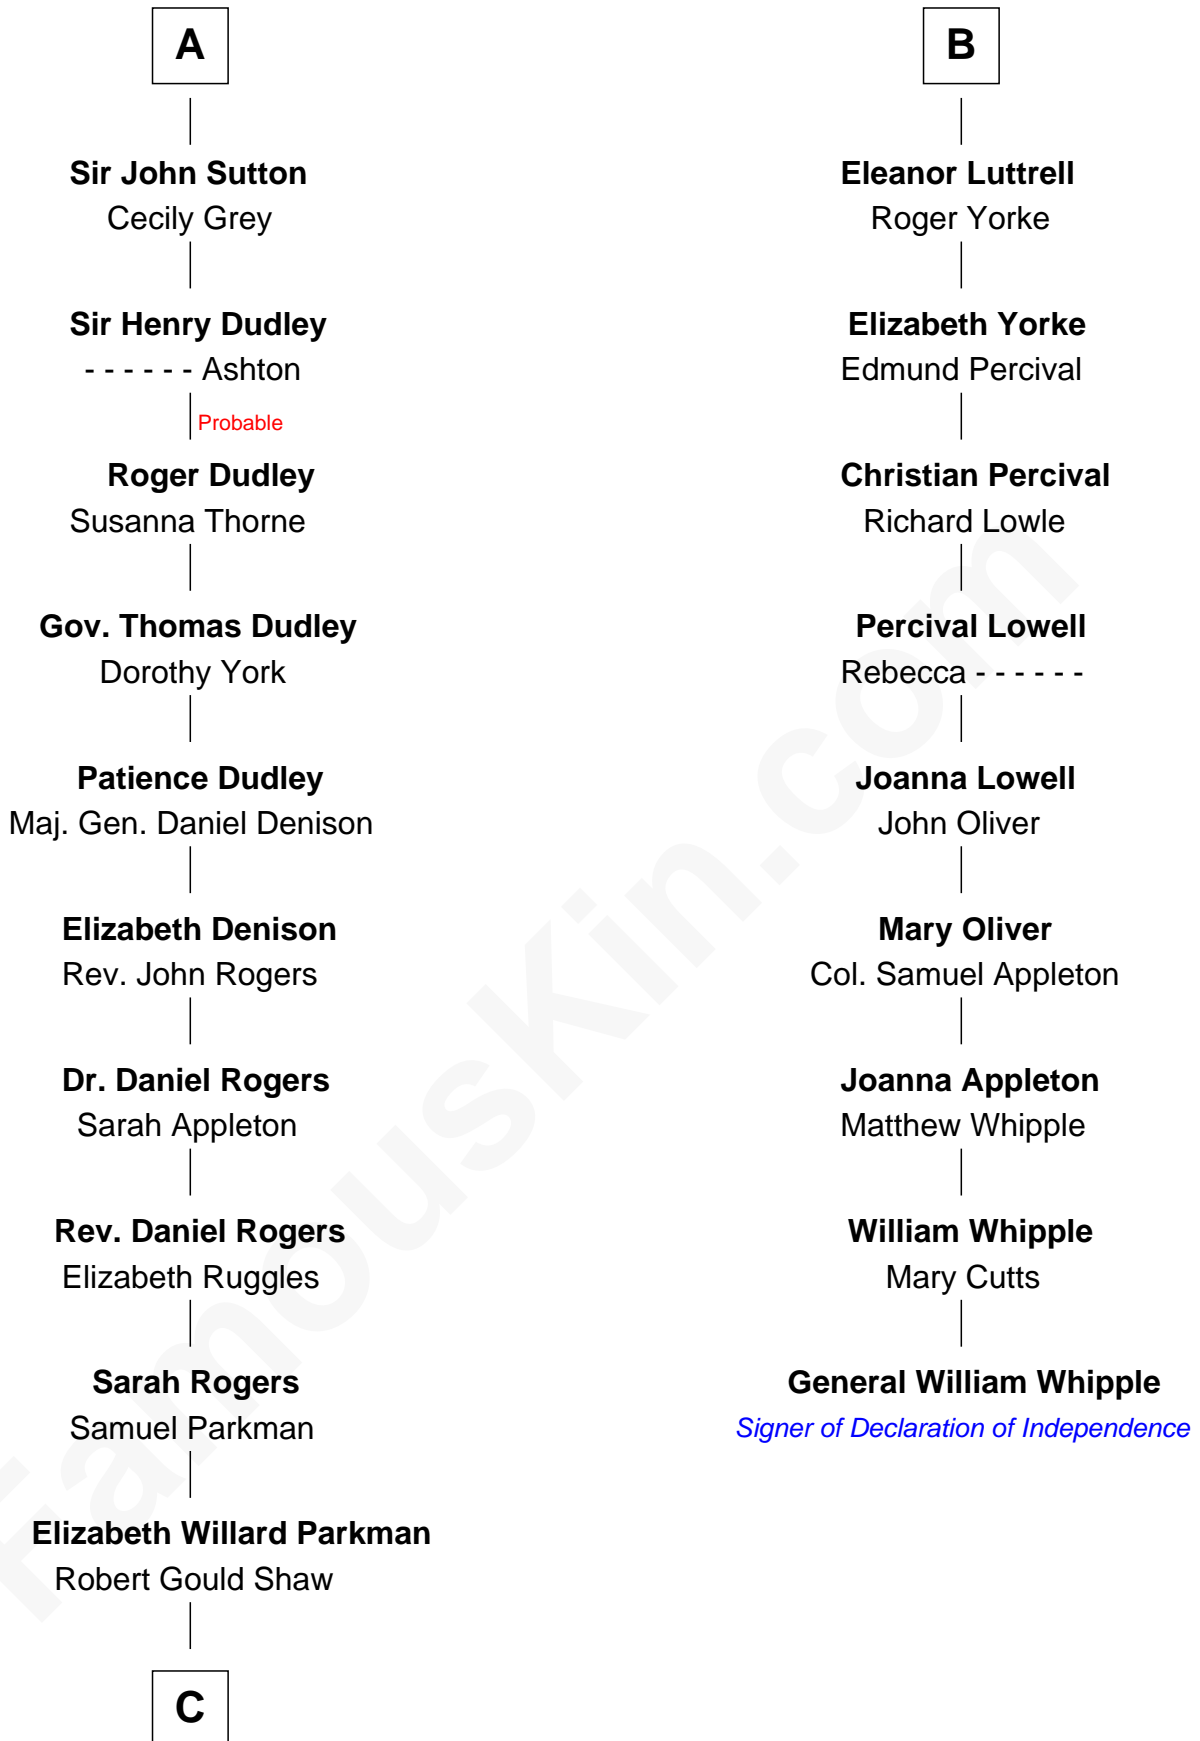 A
Sir John Sutton
Cecily Grey
Sir Henry Dudley
- - - - - - Ashton
Probable
Roger Dudley
Susanna Thorne
Gov. Thomas Dudley
Dorothy York
Patience Dudley
Maj. Gen. Daniel Denison
Elizabeth Denison
Rev. John Rogers
Dr. Daniel Rogers
Sarah Appleton
Rev. Daniel Rogers
Elizabeth Ruggles
Sarah Rogers
Samuel Parkman
Elizabeth Willard Parkman
Robert Gould Shaw
C
B
Eleanor Luttrell
Roger Yorke
Elizabeth Yorke
Edmund Percival
Christian Percival
Richard Lowle
Percival Lowell
Rebecca - - - - - -
Joanna Lowell
John Oliver
Mary Oliver
Col. Samuel Appleton
Joanna Appleton
Matthew Whipple
William Whipple
Mary Cutts
General William Whipple
Signer of Declaration of Independence
FamousKin.com